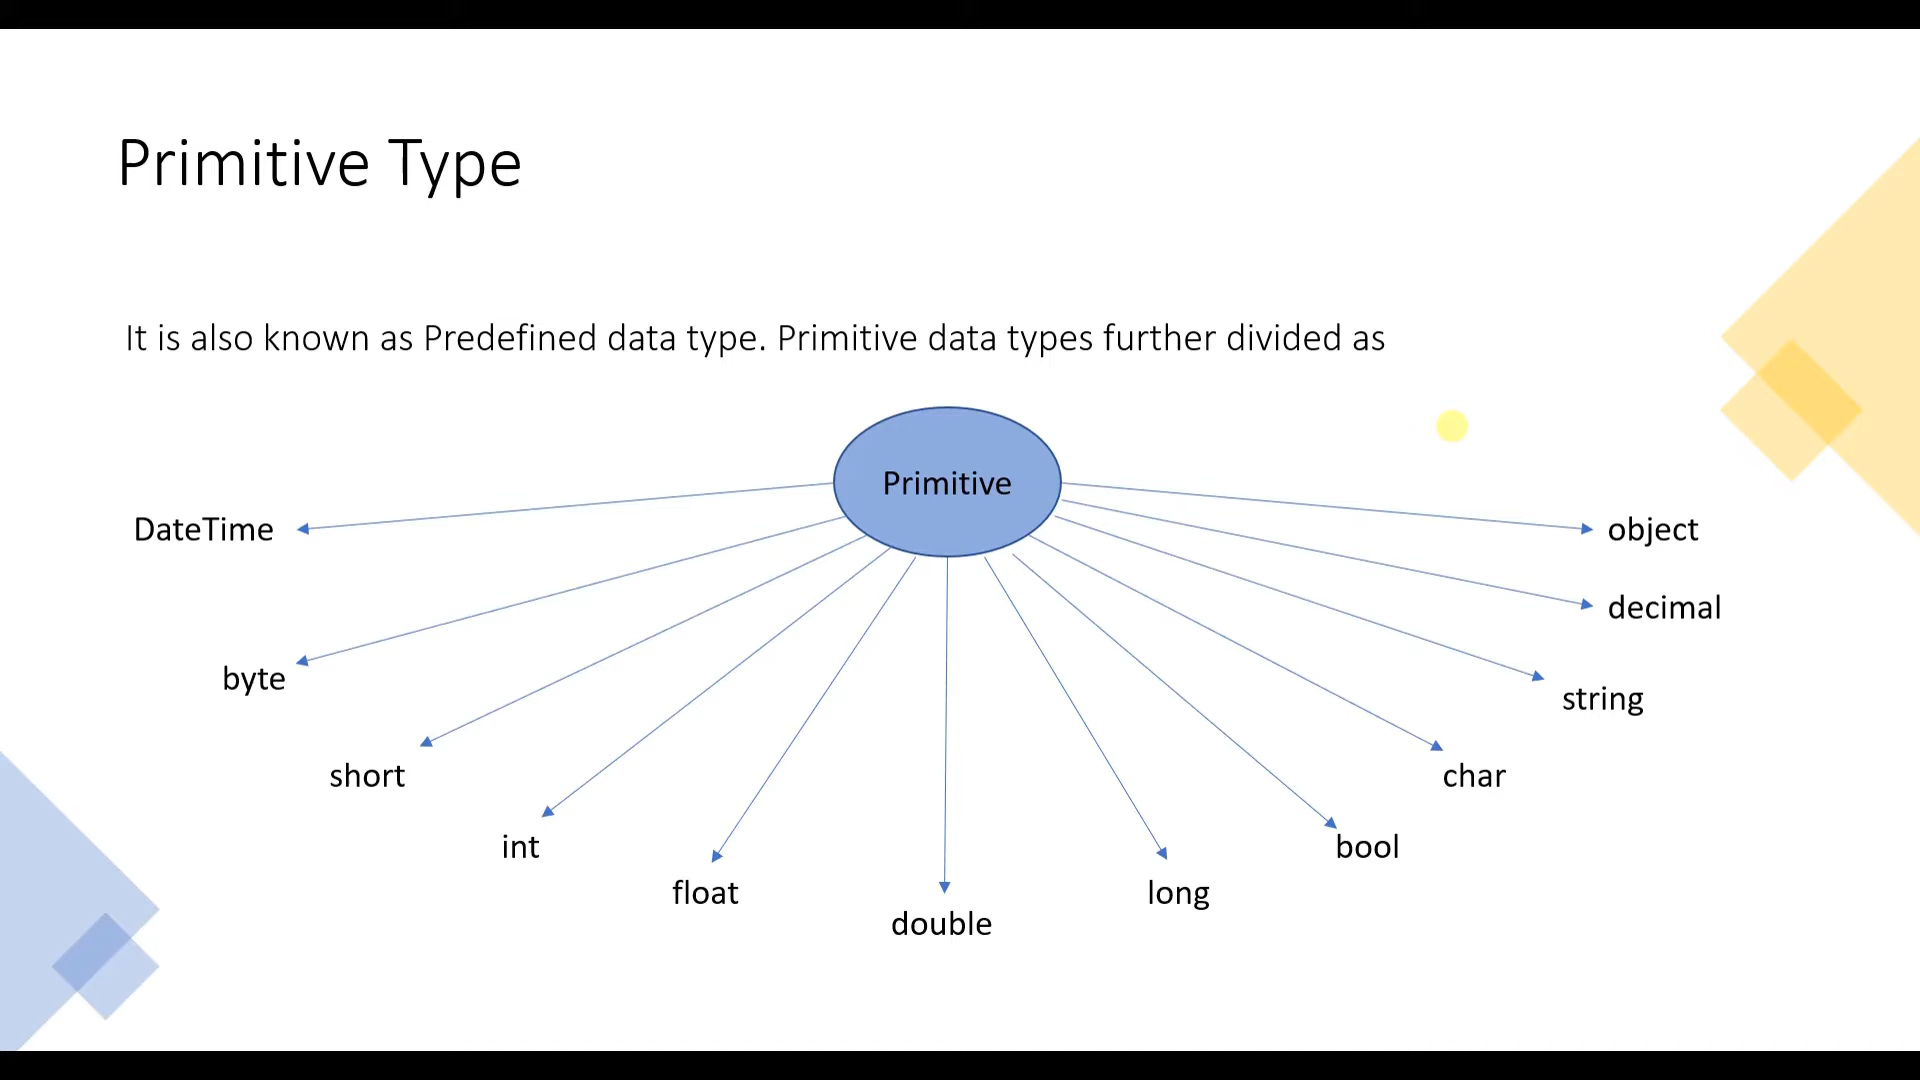 Primitive Type
It is also known as Predefined data type. Primitive data types further divided as
Primitive
DateTime
byte
short
int
float
double
long
bool
char
string
decimal
object